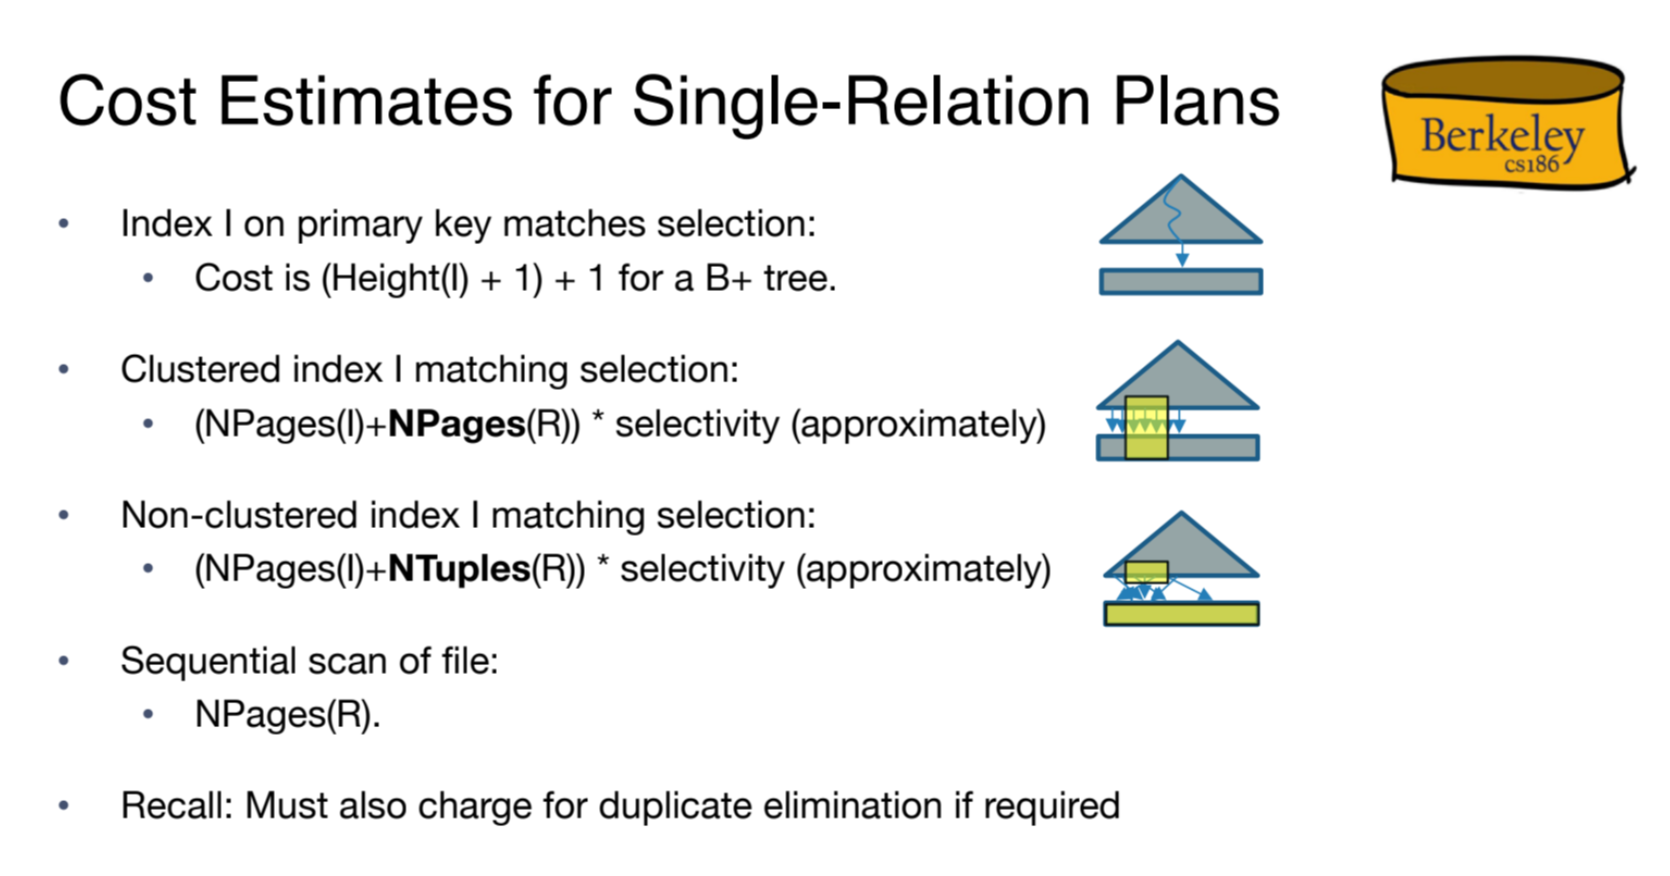 Cost Estimates for Single-Relation Plans
Berkeley
cs186
• Index I on primary key matches selection:
• Cost is (Height(I) + 1) + 1 for a B+ tree.
• Clustered index I matching selection:
• (NPages(I)+NPages(R)) * selectivity (approximately)
• Non-clustered index I matching selection:
• (NPages(I)+NTuples(R)) * selectivity (approximately)
• Sequential scan of file:
• NPages(R).
• Recall: Must also charge for duplicate elimination if required